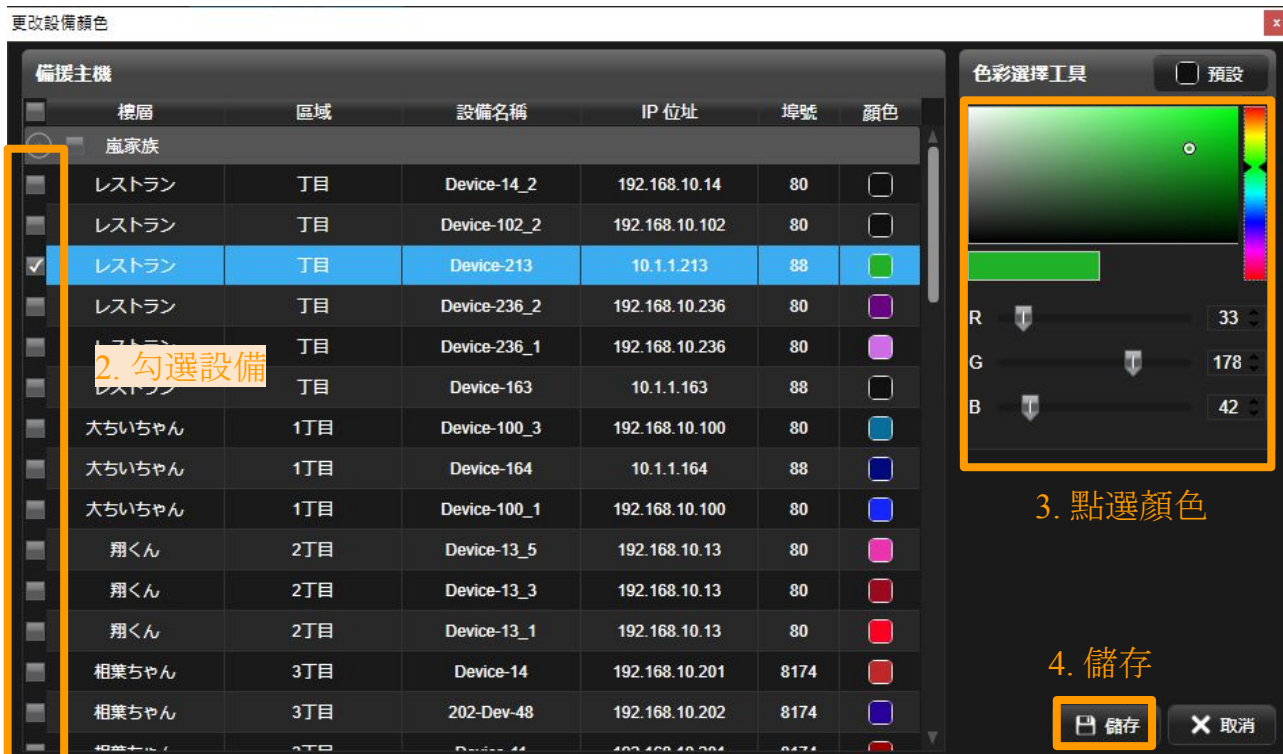 更改設備顏色
x
備援主機
色彩選擇工具 預設
樓層 區域 設備名稱 IP 位址 埠號 顏色
嵐家族
レストラン 丁目 Device-14_2 192.168.10.14 80
レストラン 丁目 Device-102_2 192.168.10.102 80
レストラン 丁目 Device-213 10.1.1.213 88
レストラン 丁目 Device-236_2 192.168.10.236 80
レストラン 丁目 Device-236_1 192.168.10.236 80
2. 勾選設備
レストラン 丁目 Device-163 10.1.1.163 88
大ちいちゃん 1丁目 Device-100_3 192.168.10.100 80
大ちいちゃん 1丁目 Device-164 10.1.1.164 88
大ちいちゃん 1丁目 Device-100_1 192.168.10.100 80
翔くん 2丁目 Device-13_5 192.168.10.13 80
翔くん 2丁目 Device-13_3 192.168.10.13 80
翔くん 2丁目 Device-13_1 192.168.10.13 80
相葉ちゃん 3丁目 Device-14 192.168.10.201 8174
相葉ちゃん 3丁目 202-Dev-48 192.168.10.202 8174
R 33
G 178
B 42
3. 點選顏色
4. 儲存
儲存 取消